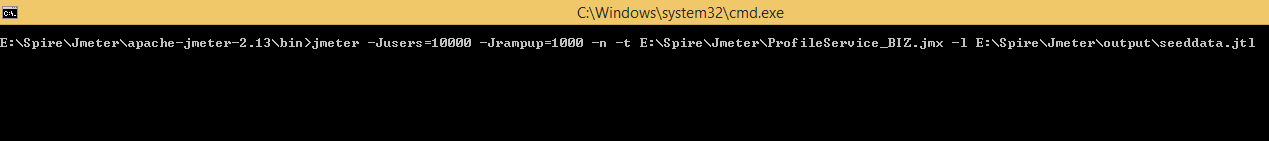 C:\Windows\system32\cmd.exe
E:\Spire\Jmeter\apache-jmeter-2.13\bin>jmeter -Jusers=10000 -Jrampup=1000 -n -t E:\Spire\Jmeter\ProfileService_BIZ.jmx -l E:\Spire\Jmeter\output\seeddata.jtl